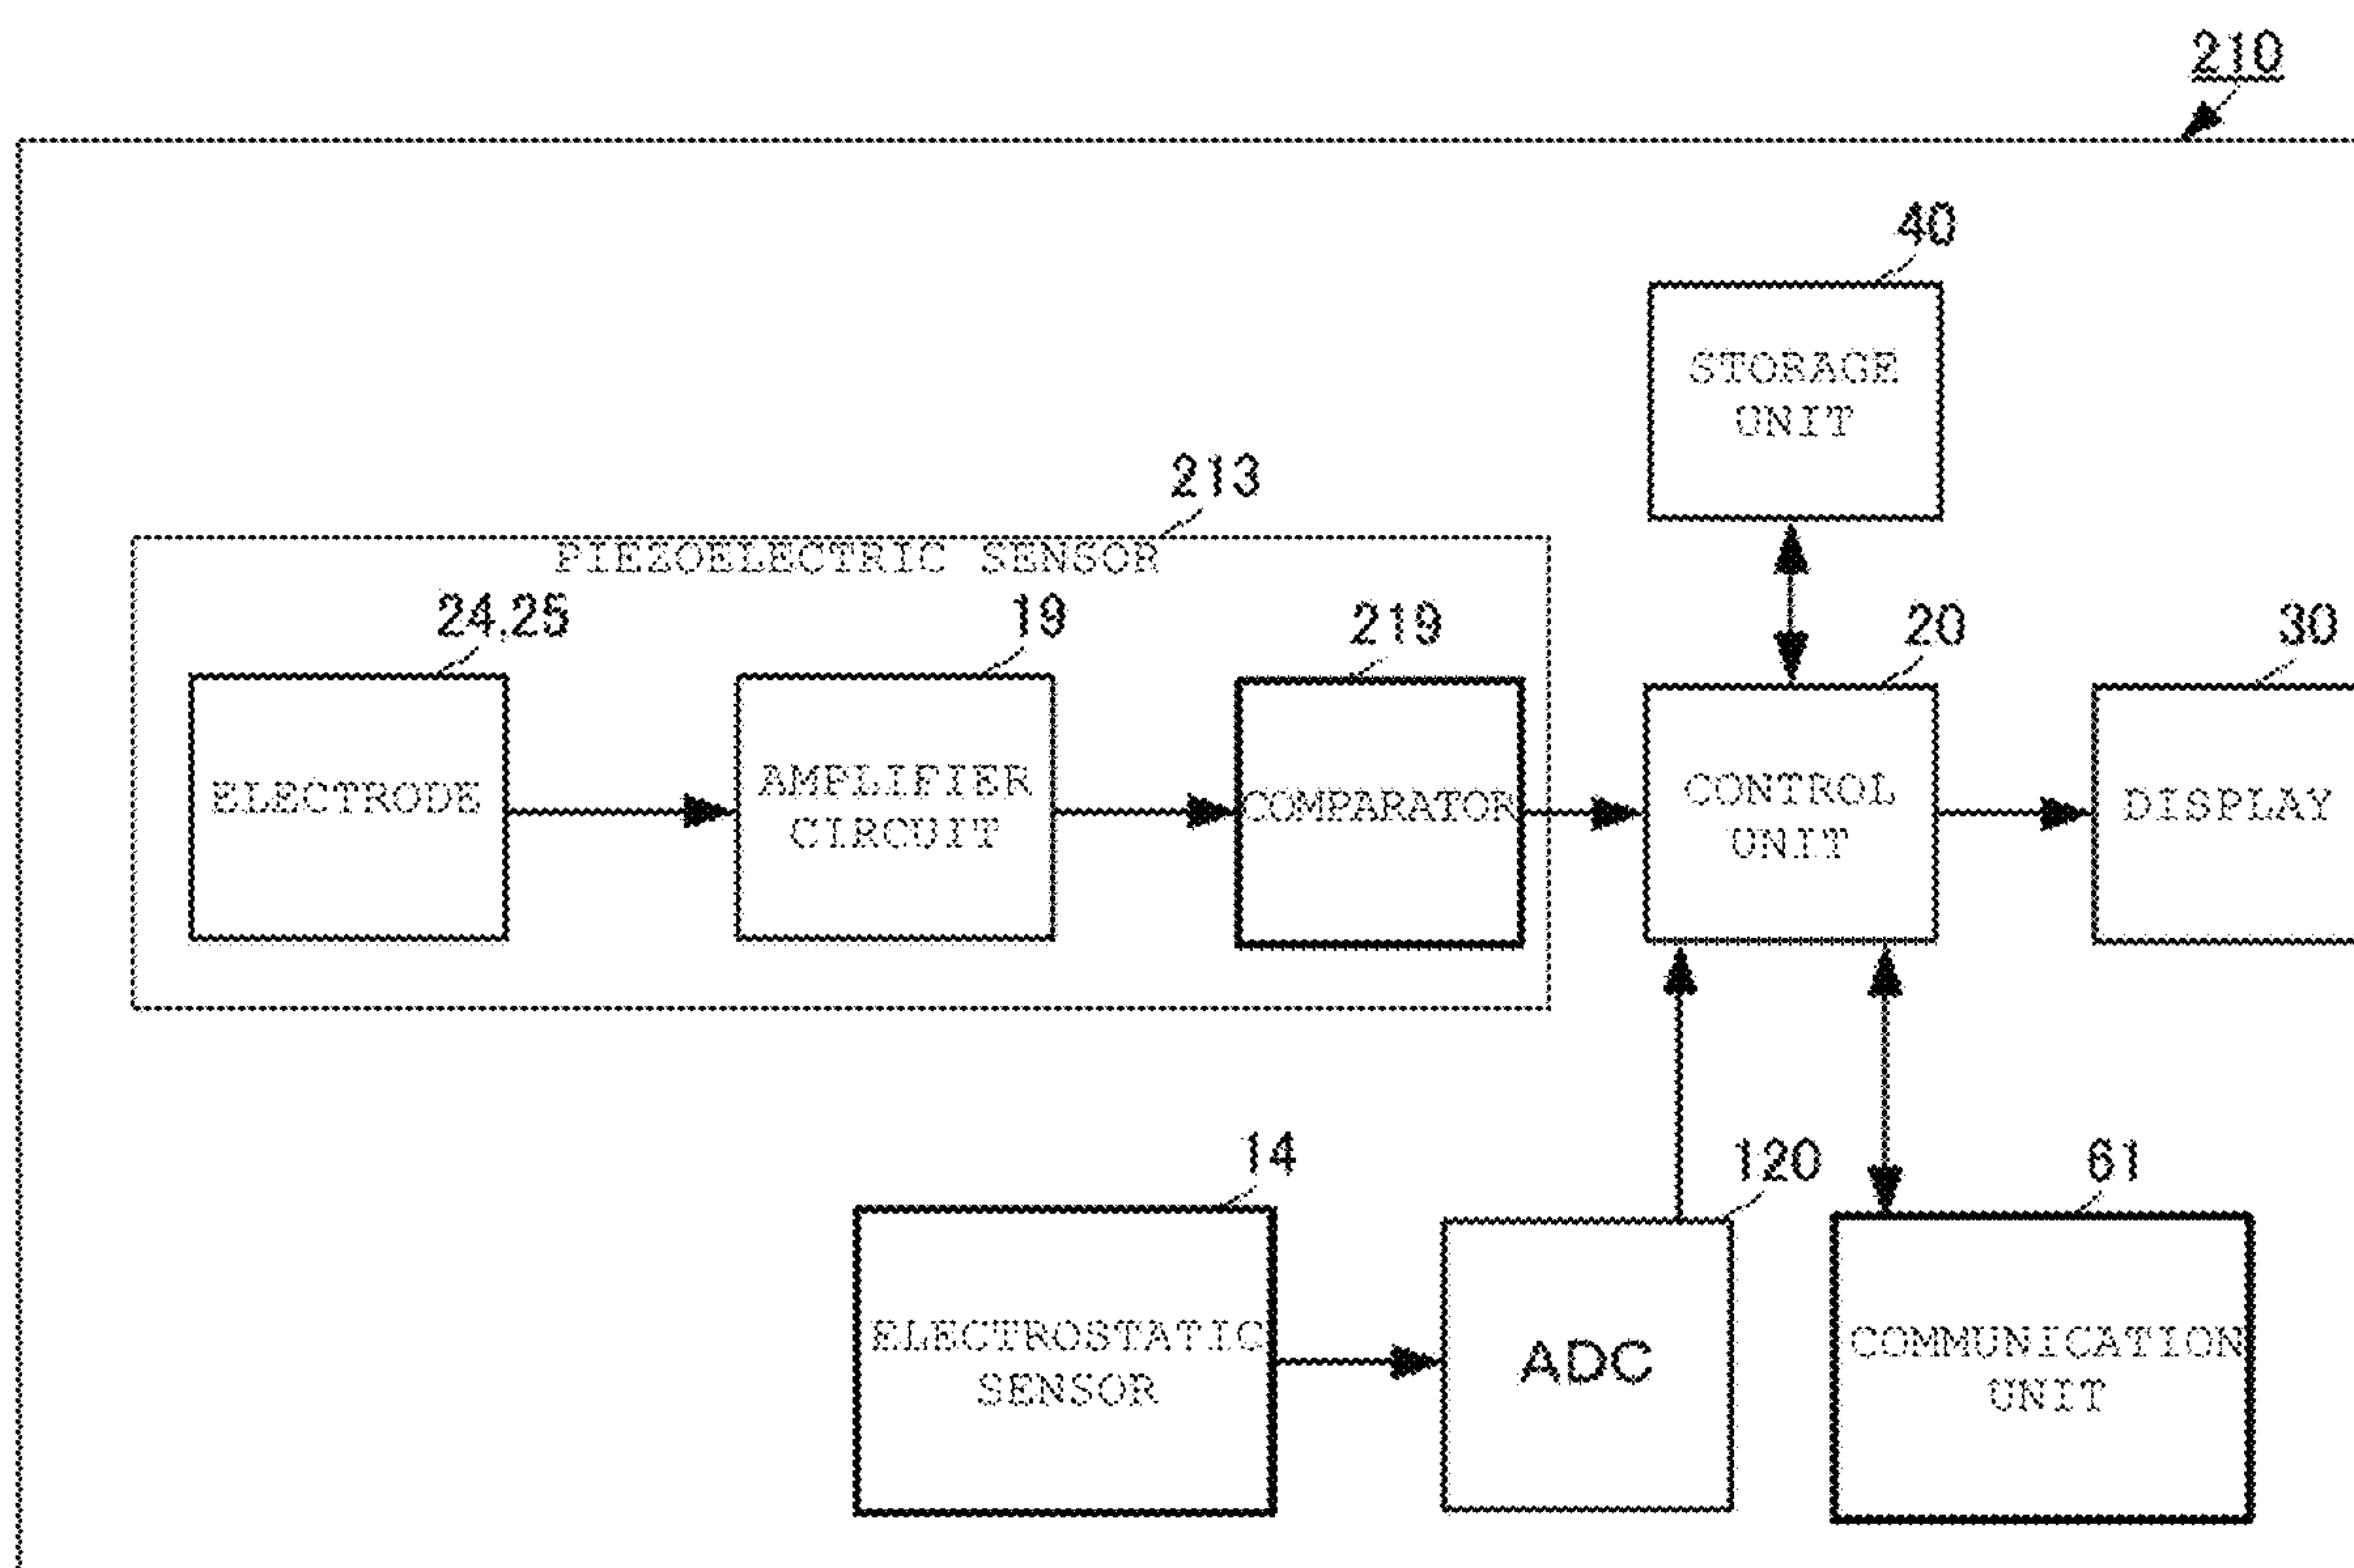 210
40
STORAGE
UNIT
213
PIEZOELECTRIC SENSOR
24,25
19
219
20
30
ELECTRODE
AMPLIFIER
CIRCUIT
COMPARATOR
CONTROL
UNIT
DISPLAY
14
120
61
ELECTROSTATIC
SENSOR
ADC
COMMUNICATION
UNIT